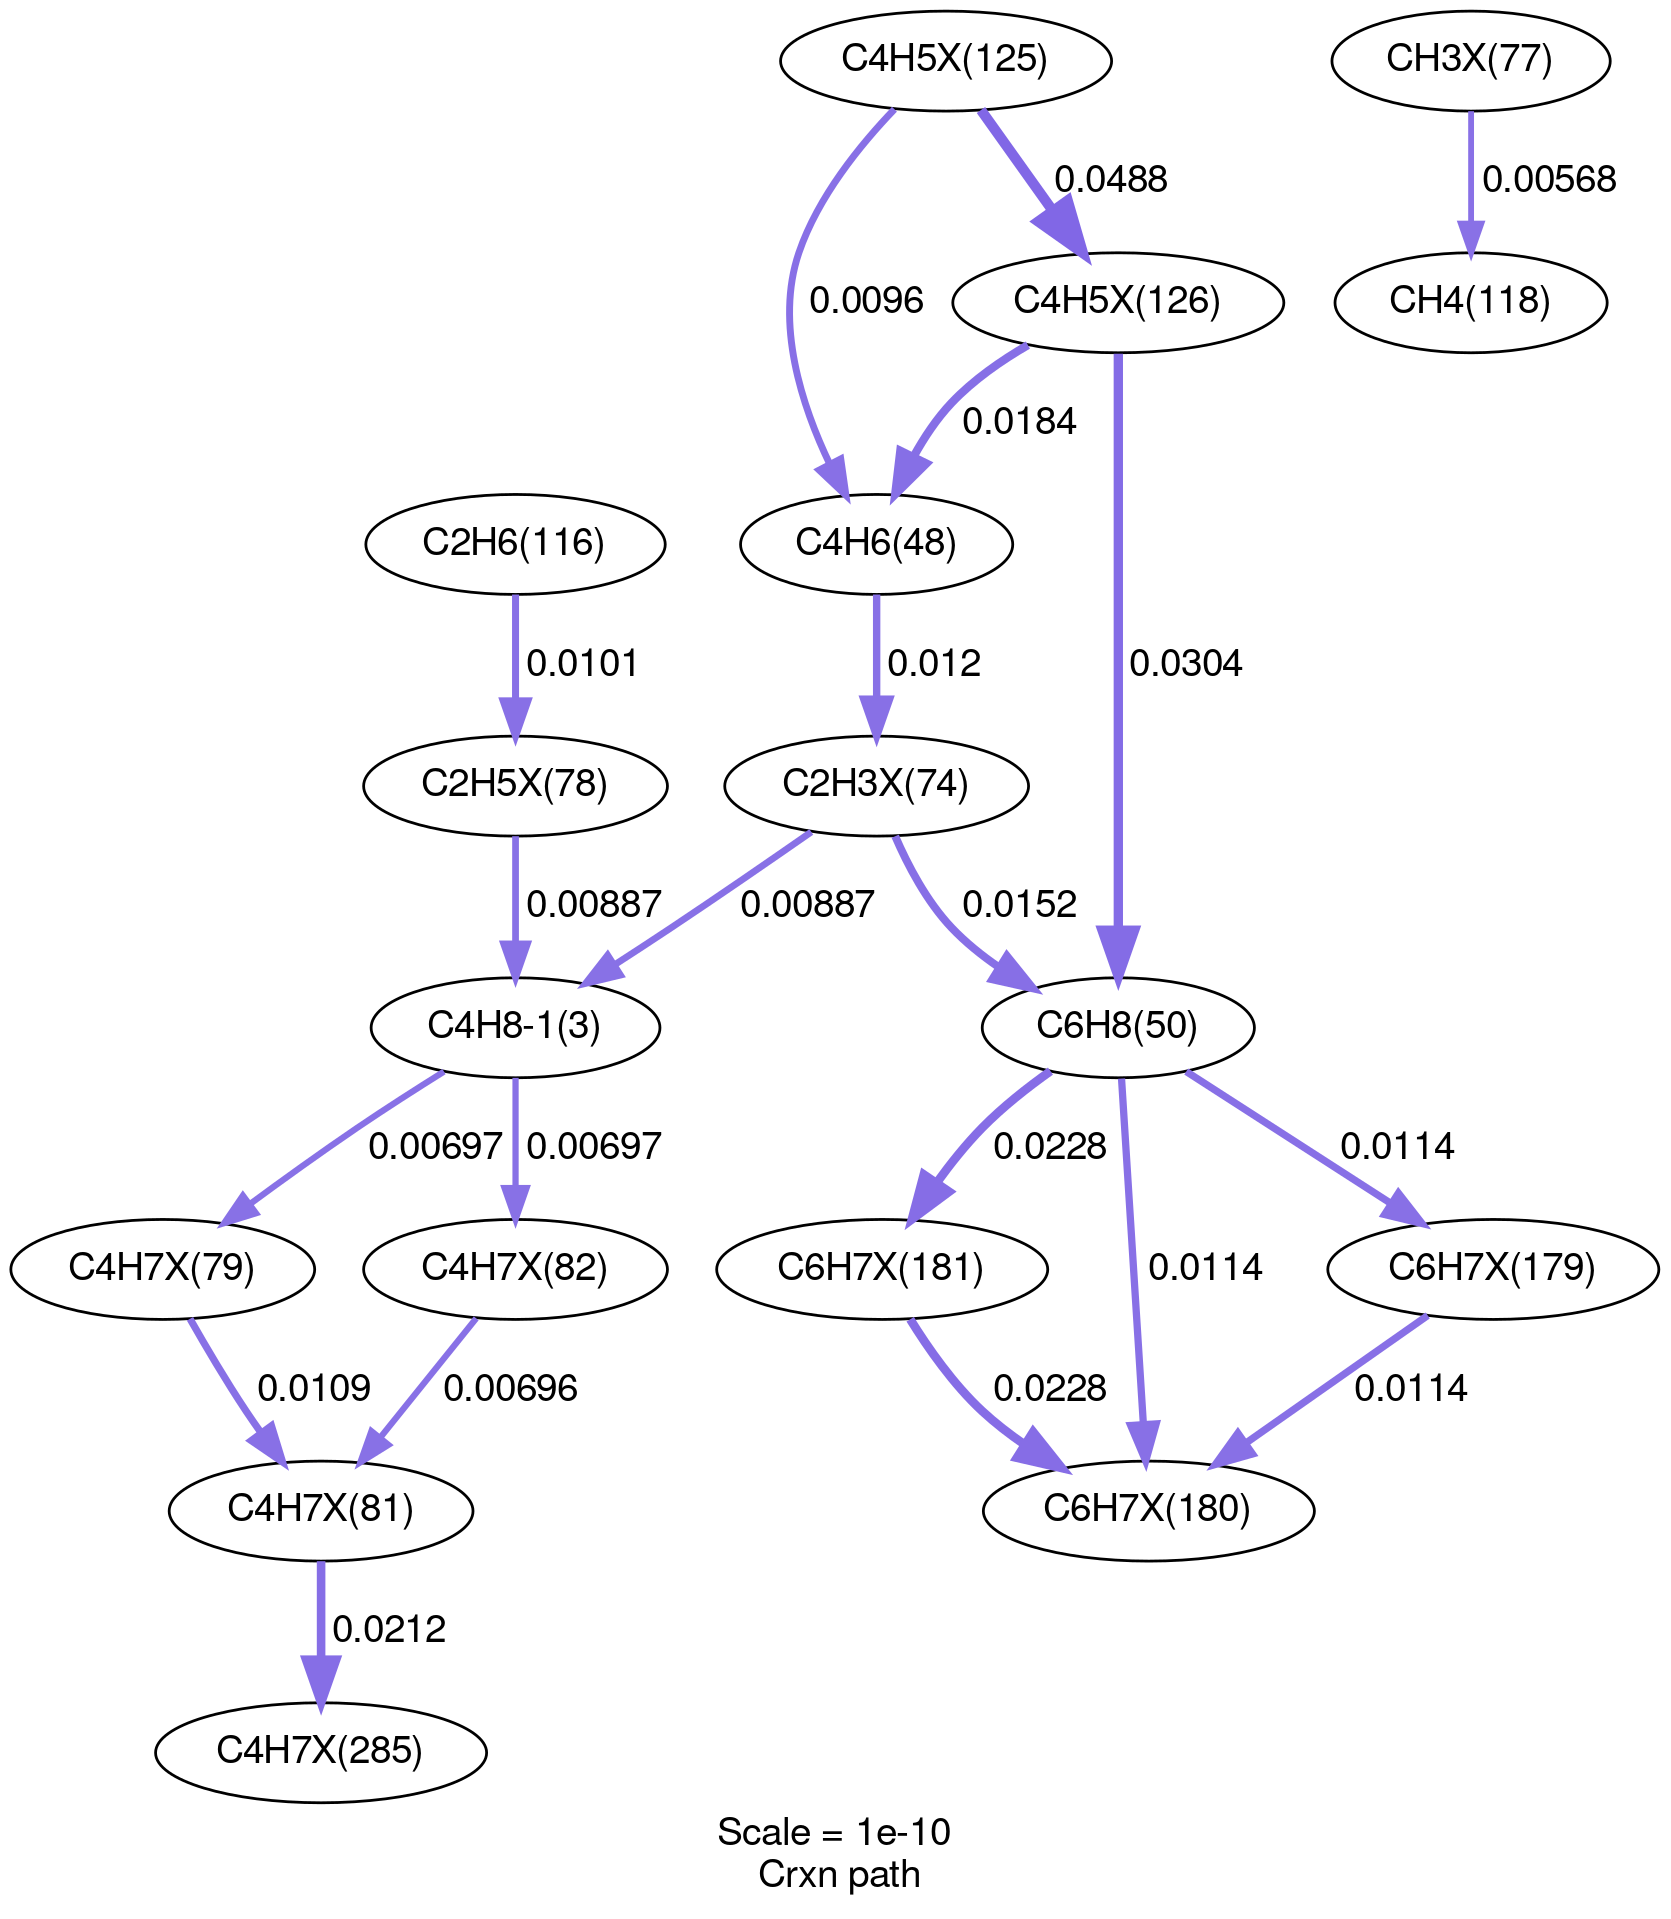 C4H5X(125)
CH3X(77)
0.0488
0.00568
0.0096
C4H5X(126)
CH4(118)
0.0184
C2H6(116)
C4H6(48)
0.0101
0.012
0.0304
C2H5X(78)
C2H3X(74)
0.00887
0.00887
0.0152
C4H8-1(3)
C6H8(50)
0.00697
0.00697
0.0228
0.0114
C4H7X(79)
C4H7X(82)
C6H7X(181)
0.0114
C6H7X(179)
0.0109
0.00696
0.0228
0.0114
C4H7X(81)
C6H7X(180)
0.0212
C4H7X(285)
Scale = 1e-10
Crxn path